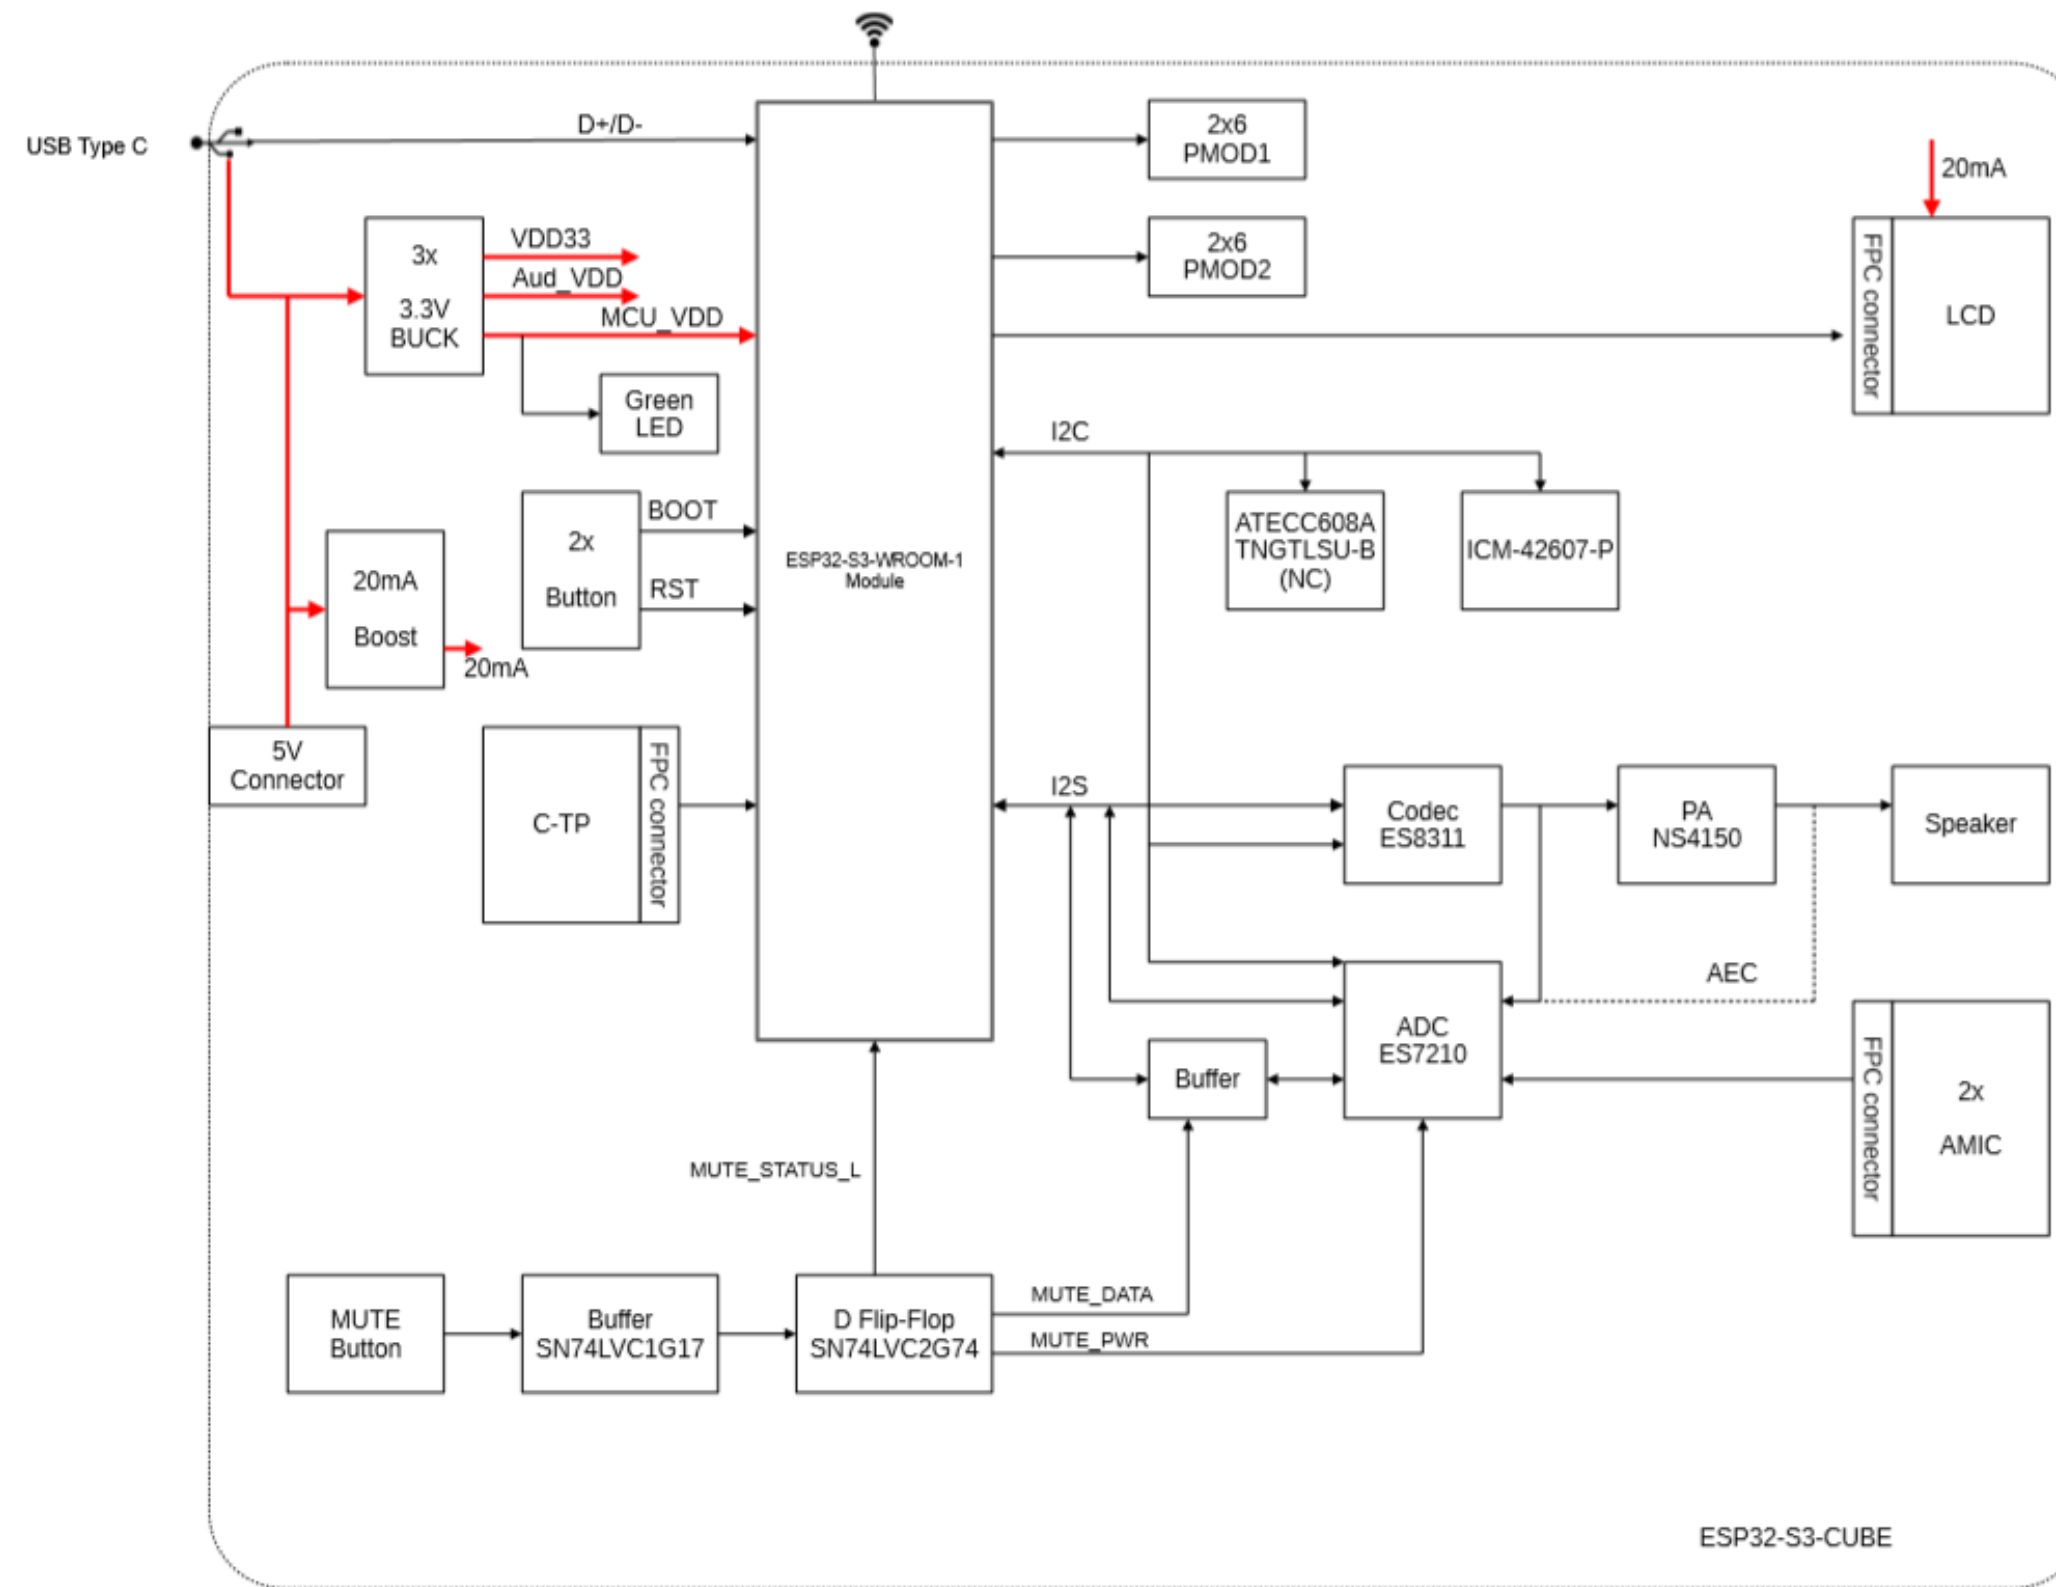 USB Type C
D+/D-
2x6
PMOD1
20mA
3x
3.3V
BUCK
VDD33
Aud_VDD
MCU_VDD
2x6
PMOD2
FPC connector
LCD
Green
LED
I2C
2x
Button
BOOT
RST
ESP32-S3-WROOM-1
Module
ATECC608A
TNGTLSU-B
(NC)
ICM-42607-P
20mA
Boost
20mA
5V
Connector
C-TP
FPC connector
I2S
Codec
ES8311
PA
NS4150
Speaker
AEC
ADC
ES7210
Buffer
FPC connector
2x
AMIC
MUTE_STATUS_L
MUTE
Button
Buffer
SN74LVC1G17
D Flip-Flop
SN74LVC2G74
MUTE_DATA
MUTE_PWR
ESP32-S3-CUBE